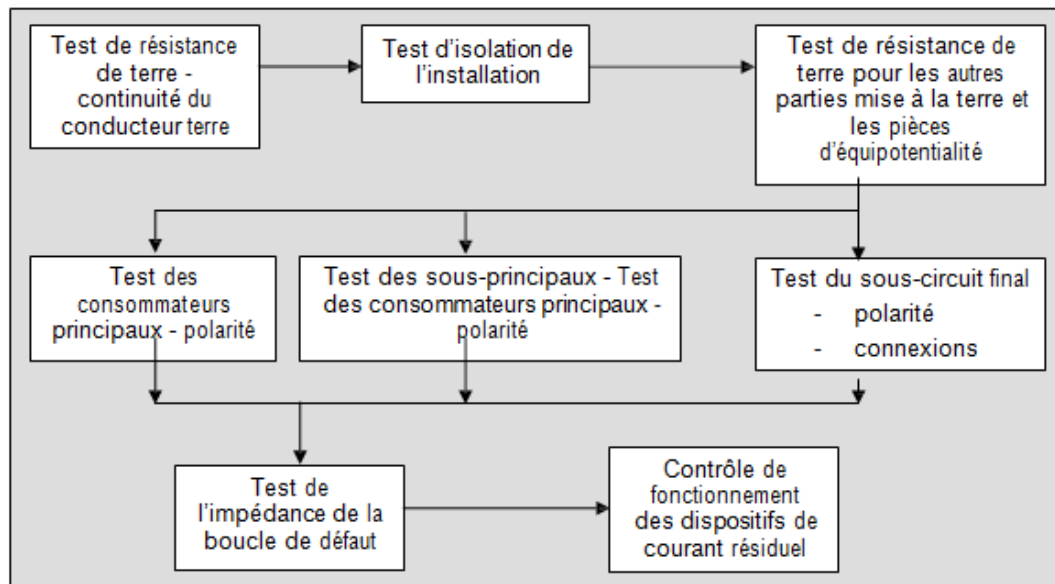 Test de résistance
de terre -
continuité du
conducteur terre
Test d'isolation de
l'installation
Test de résistance de
terre pour les autres
parties mise à la terre et
les pièces
d'équipotentialité
Test des
consommateurs
principaux - polarité
Test des sous-principaux - Test
des consommateurs principaux -
polarité
Test du sous-circuit final
- polarité
- connexions
Test de
l'impédance de la
boucle de défaut
Contrôle de
fonctionnement
des dispositifs de
courant résiduel